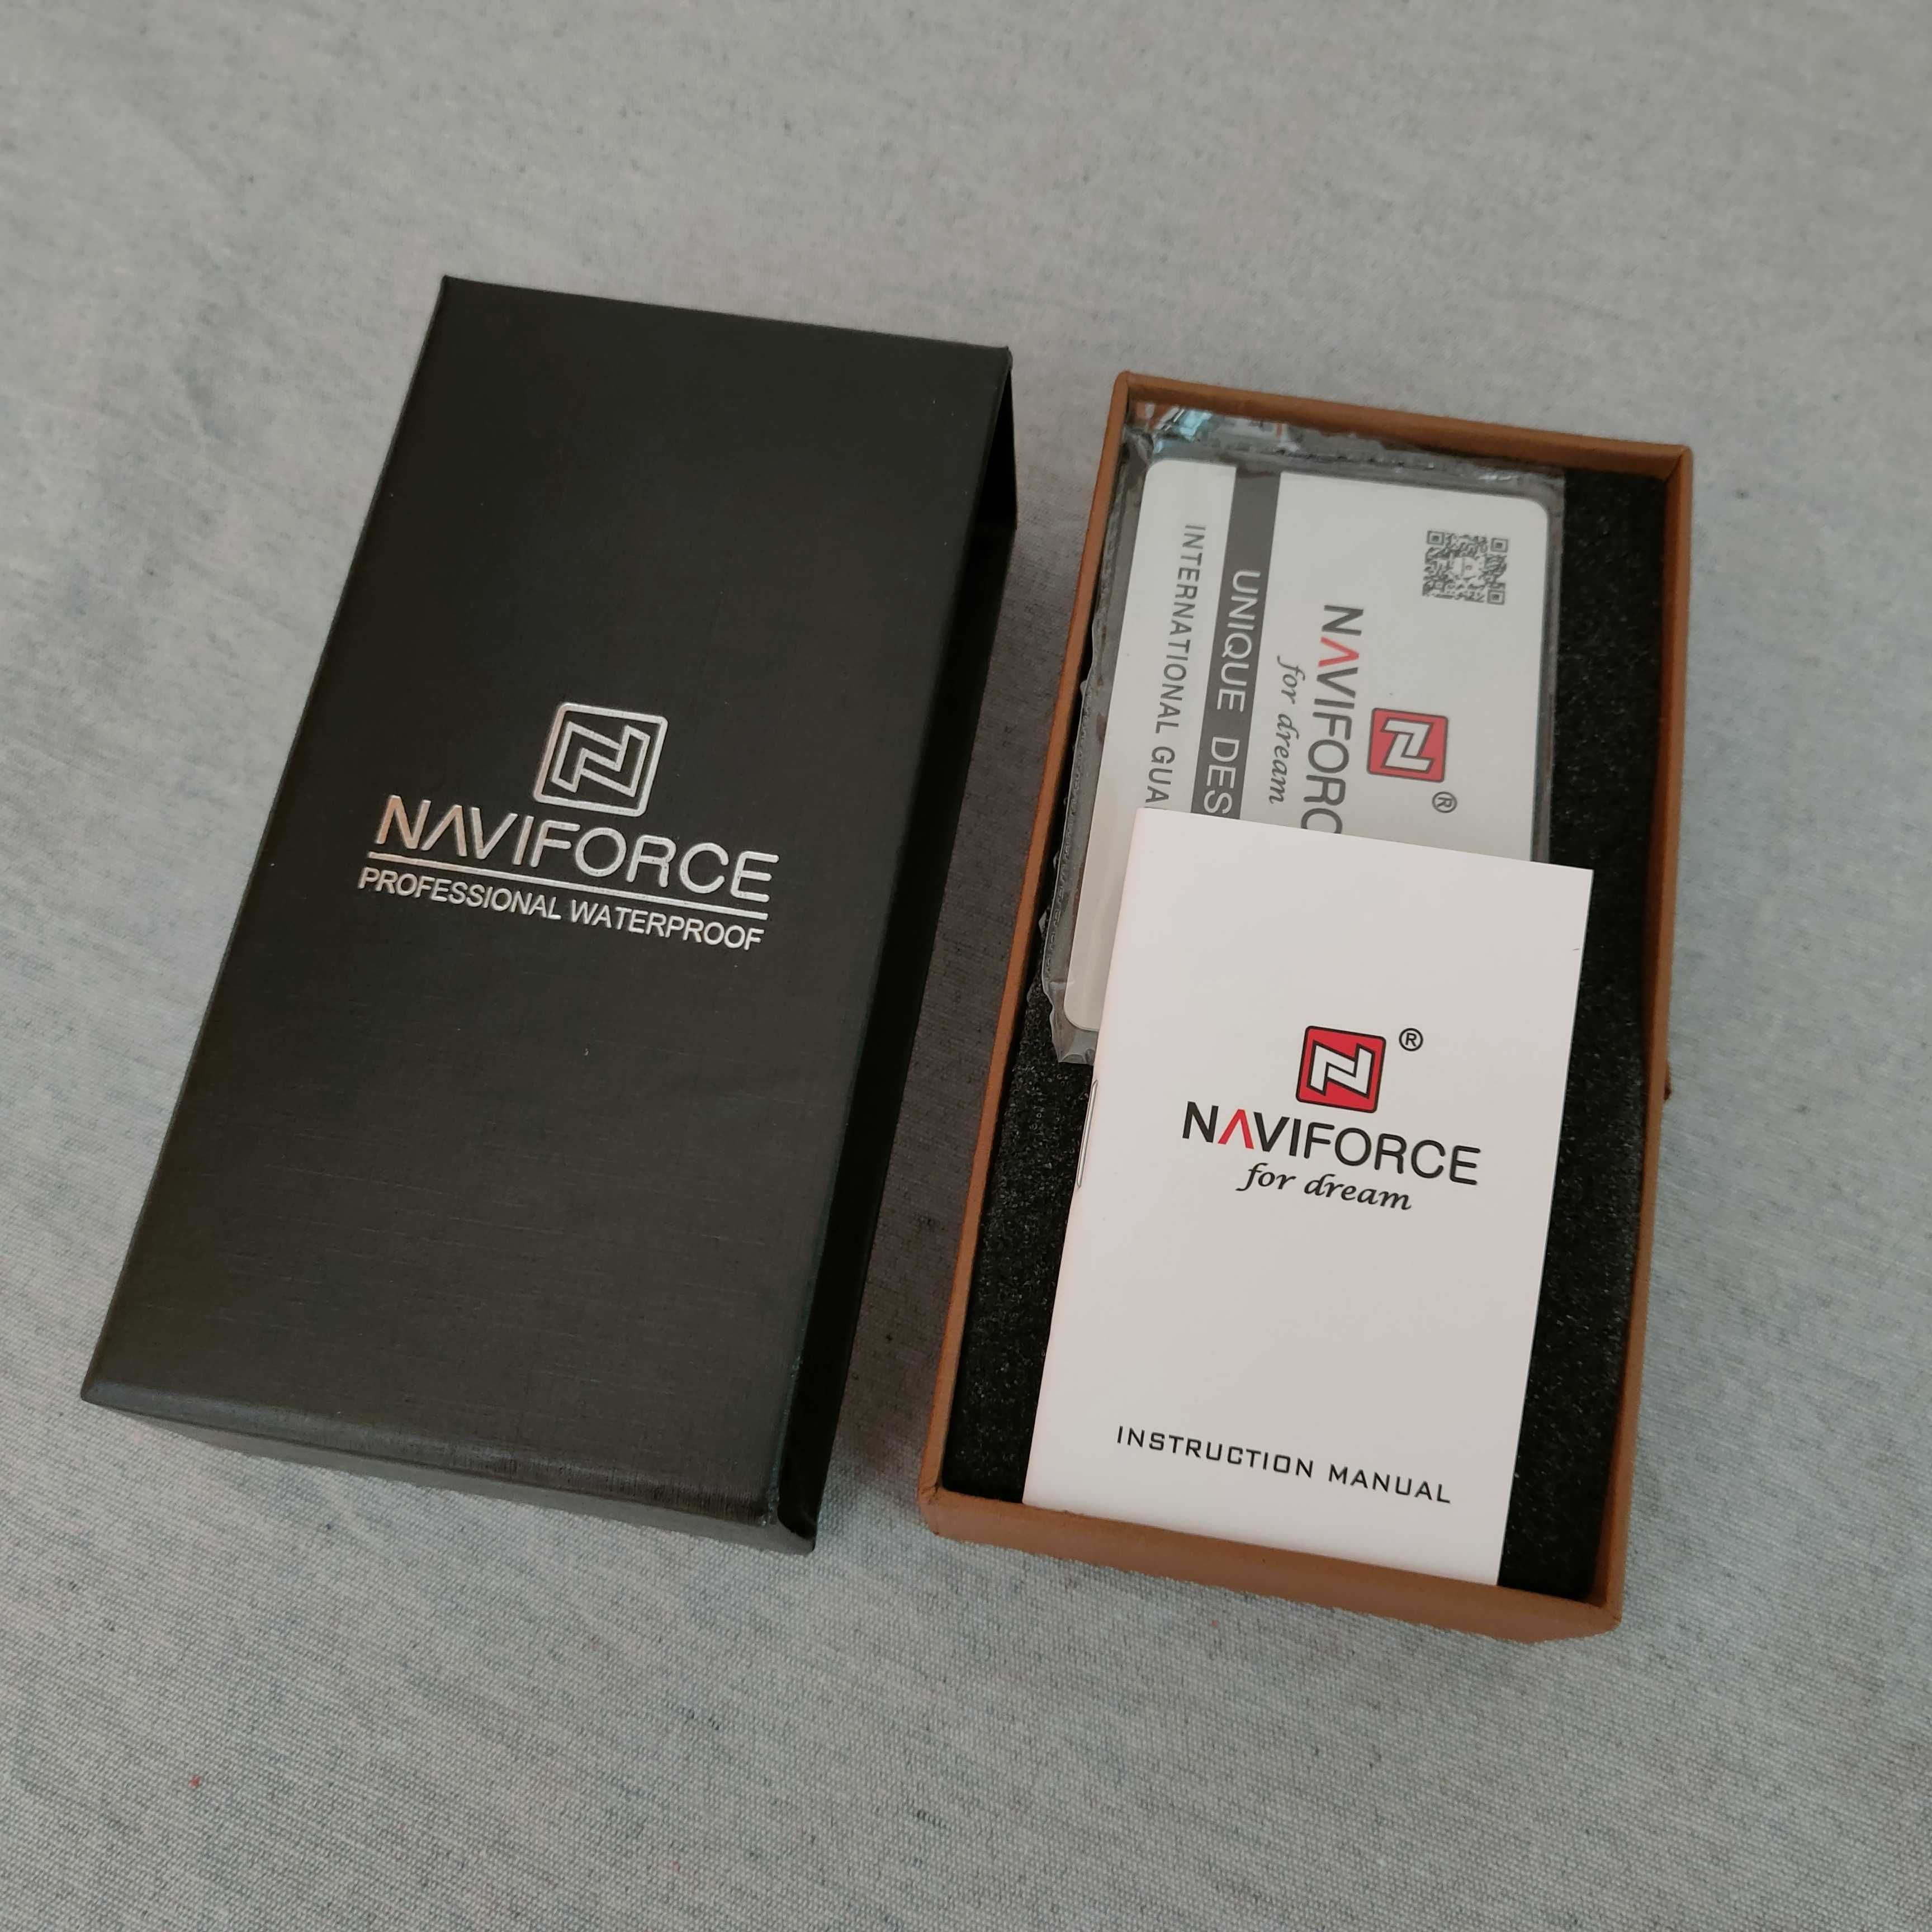 NAVIFORCE
PROFESSIONAL WATERPROOF
®
NAVIFORC
for dream
UNIQUE DES
INTERNATIONAL GUA
®
NAVIFORCE
for dream
INSTRUCTION MANUAL